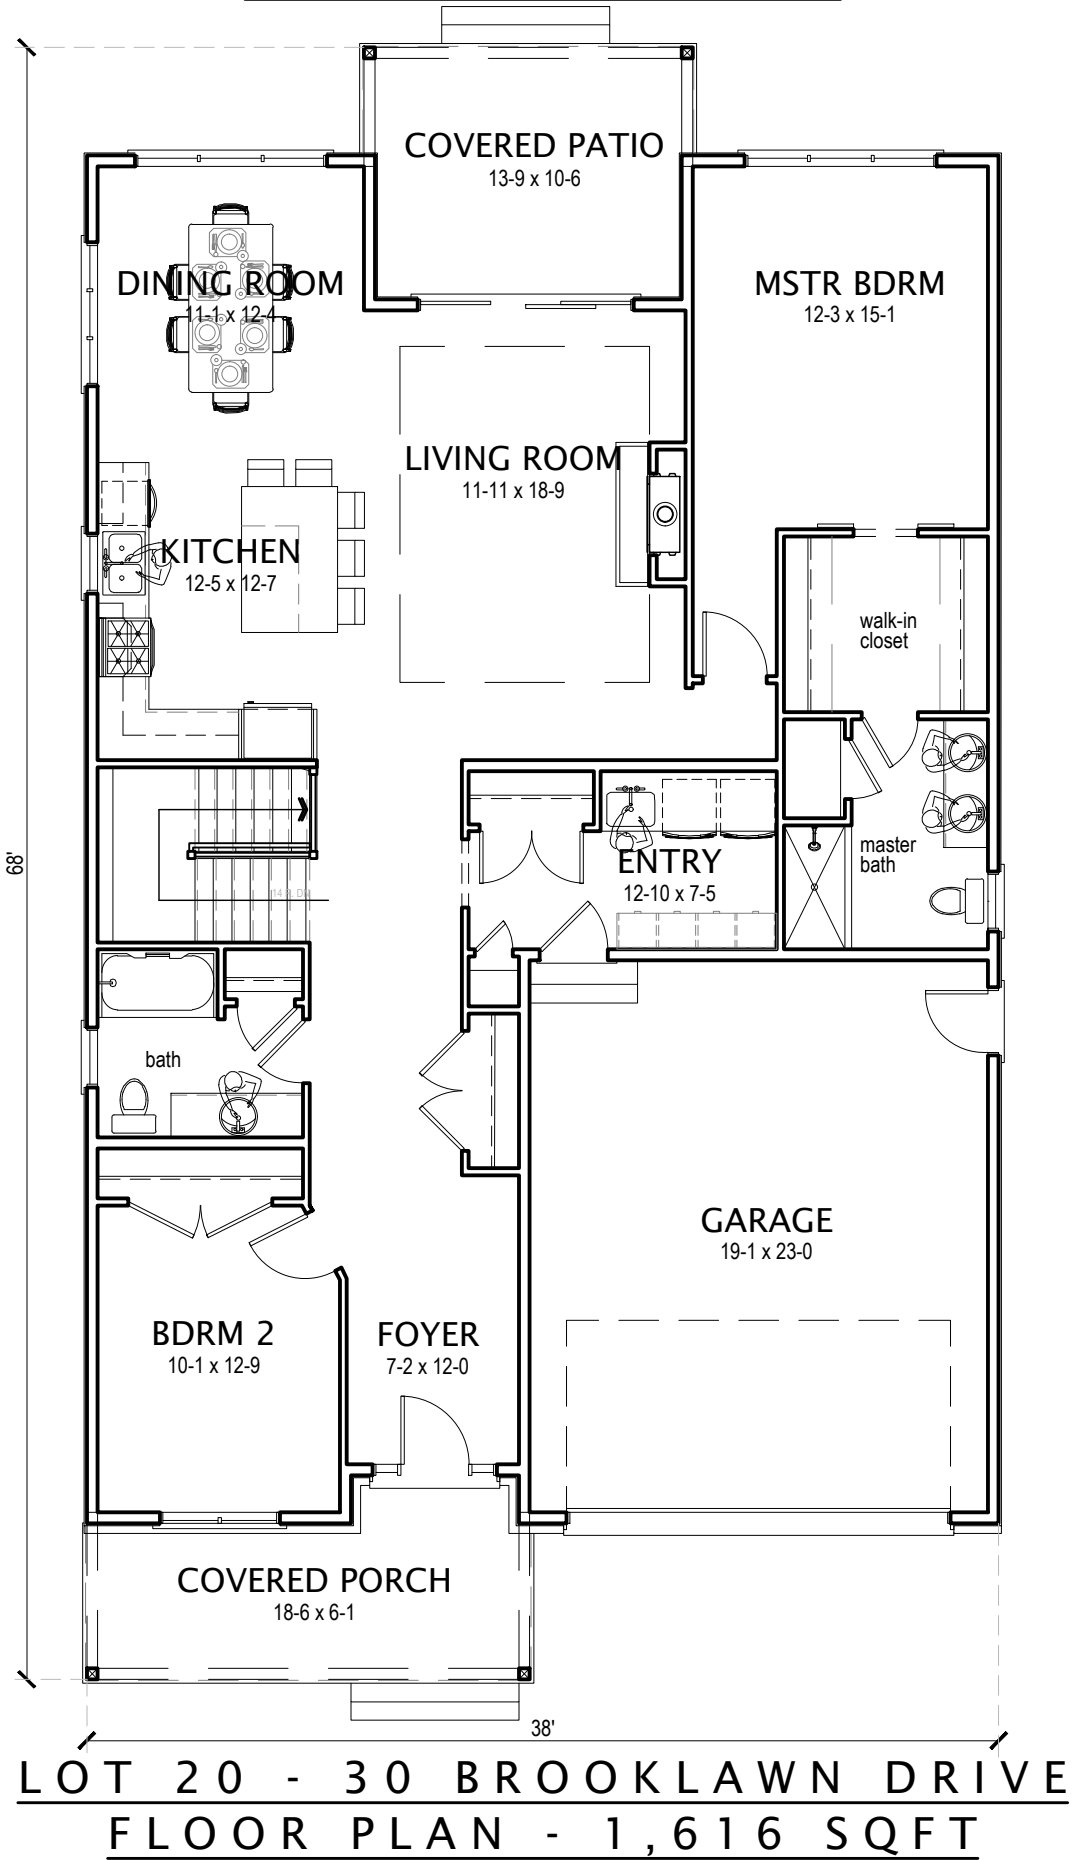 COVERED PATIO
13-9 x 10-6
DINING ROOM
11-1 x 12-4
MSTR BDRM
12-3 x 15-1
LIVING ROOM
11-11 x 18-9
KITCHEN
12-5 x 12-7
walk-in
closet
68'
master
bath
ENTRY
12-10 x 7-5
14 R. DN
bath
GARAGE
19-1 x 23-0
BDRM 2
10-1 x 12-9
FOYER
7-2 x 12-0
COVERED PORCH
18-6 x 6-1
38'
LOT 20 - 30 BROOKLAWN DRIVE
FLOOR PLAN - 1,616 SQFT